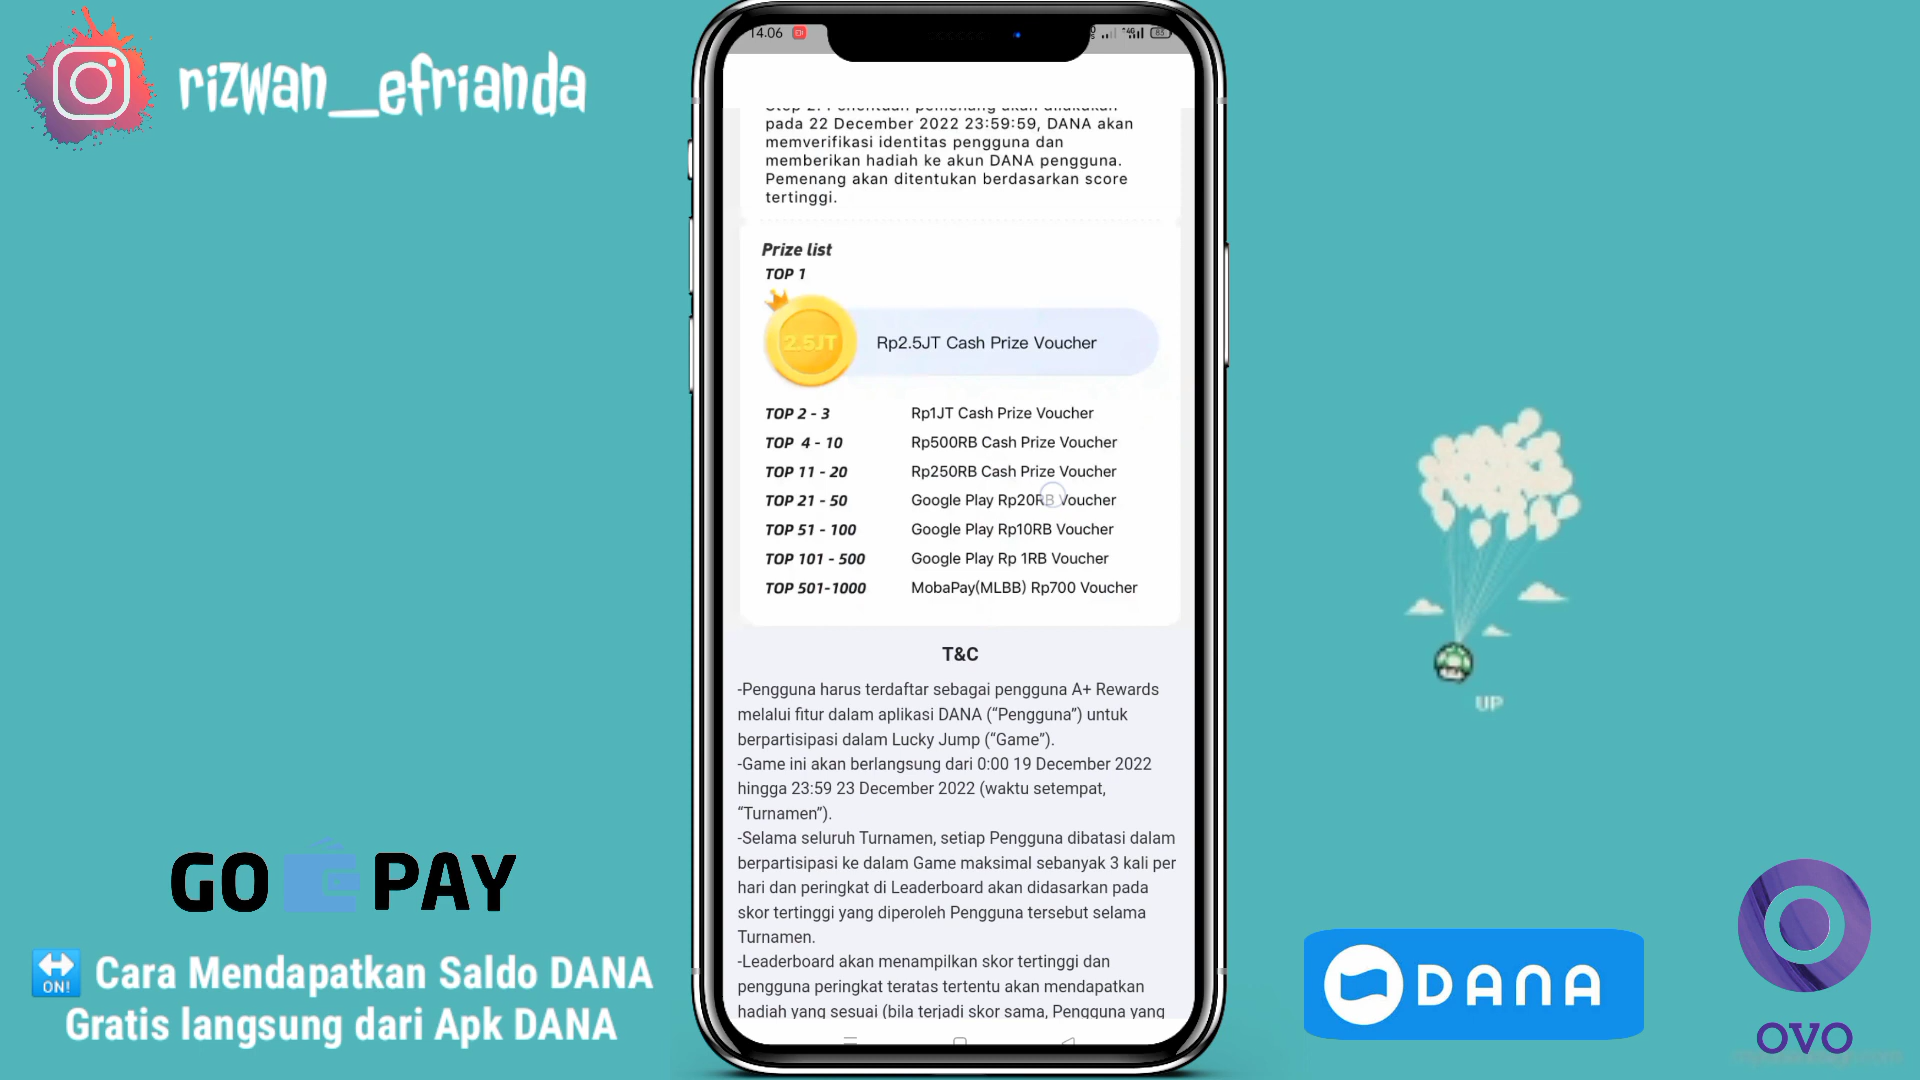 rizwan__efrianda
14.06
pada 22 December 2022 23:59:59, DANA akan
memverifikasi identitas pengguna dan
memberikan hadiah ke akun DANA pengguna.
Pemenang akan ditentukan berdasarkan score
tertinggi.
Prize list
TOP 1
2.5JT
Rp2.5JT Cash Prize Voucher
TOP 2 - 3 Rp1JT Cash Prize Voucher
TOP 4 - 10 Rp500RB Cash Prize Voucher
TOP 11 - 20 Rp250RB Cash Prize Voucher
TOP 21 - 50 Google Play Rp20RB Voucher
TOP 51 - 100 Google Play Rp10RB Voucher
TOP 101 - 500 Google Play Rp 1RB Voucher
TOP 501-1000 MobaPay(MLBB) Rp700 Voucher
T&C
-Pengguna harus terdaftar sebagai pengguna A+ Rewards
melalui fitur dalam aplikasi DANA (“Pengguna”) untuk
berpartisipasi dalam Lucky Jump (“Game”).
-Game ini akan berlangsung dari 0:00 19 December 2022
hingga 23:59 23 December 2022 (waktu setempat,
“Turnamen”).
-Selama seluruh Turnamen, setiap Pengguna dibatasi dalam
berpartisipasi ke dalam Game maksimal sebanyak 3 kali per
hari dan peringkat di Leaderboard akan didasarkan pada
skor tertinggi yang diperoleh Pengguna tersebut selama
Turnamen.
-Leaderboard akan menampilkan skor tertinggi dan
pengguna peringkat teratas tertentu akan mendapatkan
hadiah yang sesuai (bila terjadi skor sama, Pengguna yang
GO PAY
ON! Cara Mendapatkan Saldo DANA
Gratis langsung dari Apk DANA
UP
DANA
OVO